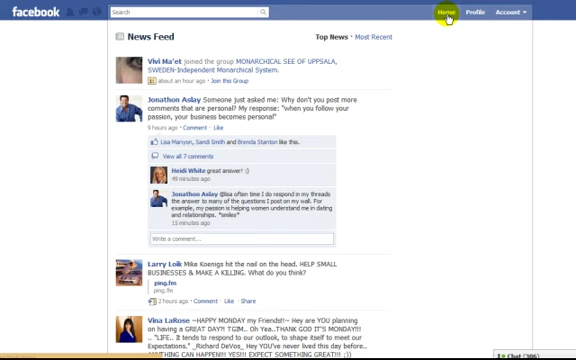 facebook
Search
Home Profile Account
News Feed
Top News • Most Recent
Vivi Ma'et joined the group MONARCHICAL SEE OF UPPSALA,
SWEDEN-Independent Monarchical System.
about an hour ago • Join this Group
Jonathon Aslay Someone just asked me: Why don't you post more
comments that are personal? My response: "when you follow your
passion, your business becomes personal"
9 hours ago • Comment • Like
Lisa Manyon, Sandi Smith and Brenda Stanton like this.
View all 7 comments
Heidi White great answer! :)
49 minutes ago
Jonathon Aslay @lisa often time I do respond in my threads
the answer to many of the questions I post on my wall. For
example, my passion is helping women understand me in dating
and relationships. *smiles*
15 minutes ago
Write a comment...
Larry Loik Mike Koenigs hit the nail on the head. HELP SMALL
BUSINESSES & MAKE A KILLING. What do you think?
ping.fm
ping.fm
2 hours ago • Comment • Like • Share
Vina LaRose ~HAPPY MONDAY my Friends!!~ Hey are YOU planning
on having a GREAT DAY! TGIM.. Oh Yea..THANK GOD IT'S MONDAY!!!
.. "LIFE.. It tends to respond to our outlook, to shape itself to meet our
Expectations." _Richard DeVos_ Hey YOU've never lived this day before..
ANYTHING CAN HAPPEN!!! YES! EXPECT SOMETHING GREAT!!! ;))
Chat (306)